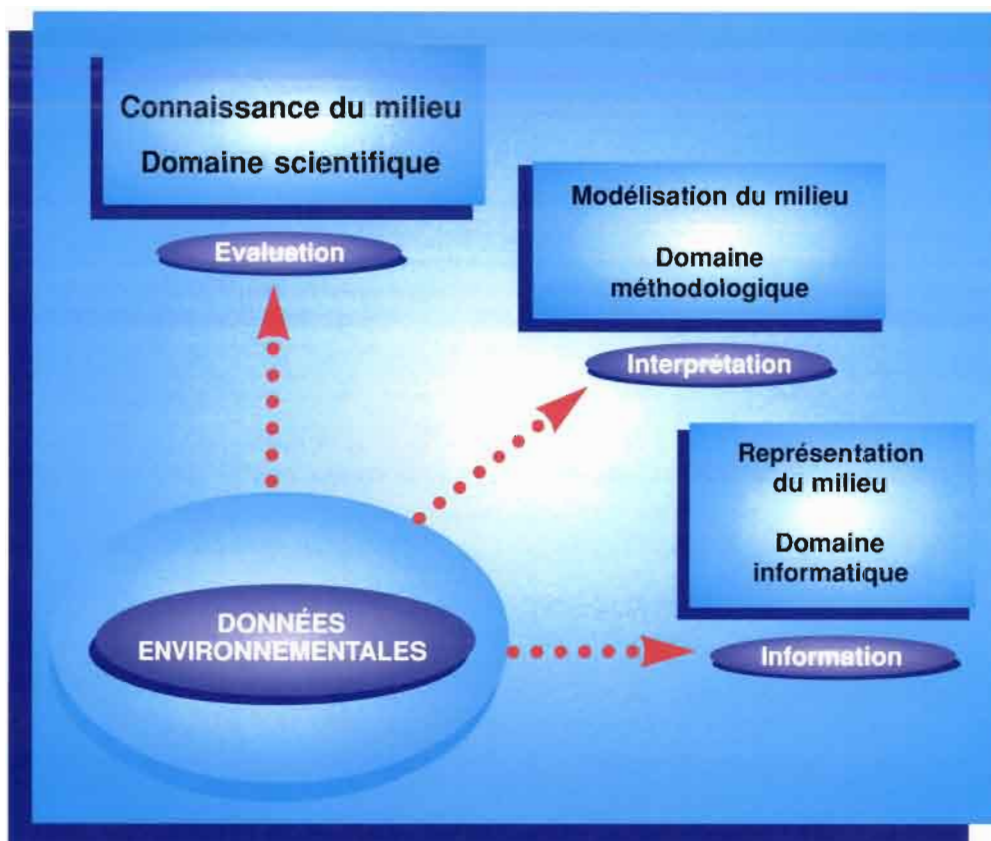 Connaissance du milieu
Domaine scientifique
Evaluation
Modélisation du milieu
Domaine
méthodologique
Interprétation
Représentation
du milieu
Domaine
informatique
Information
DONNÉES
ENVIRONNEMENTALES